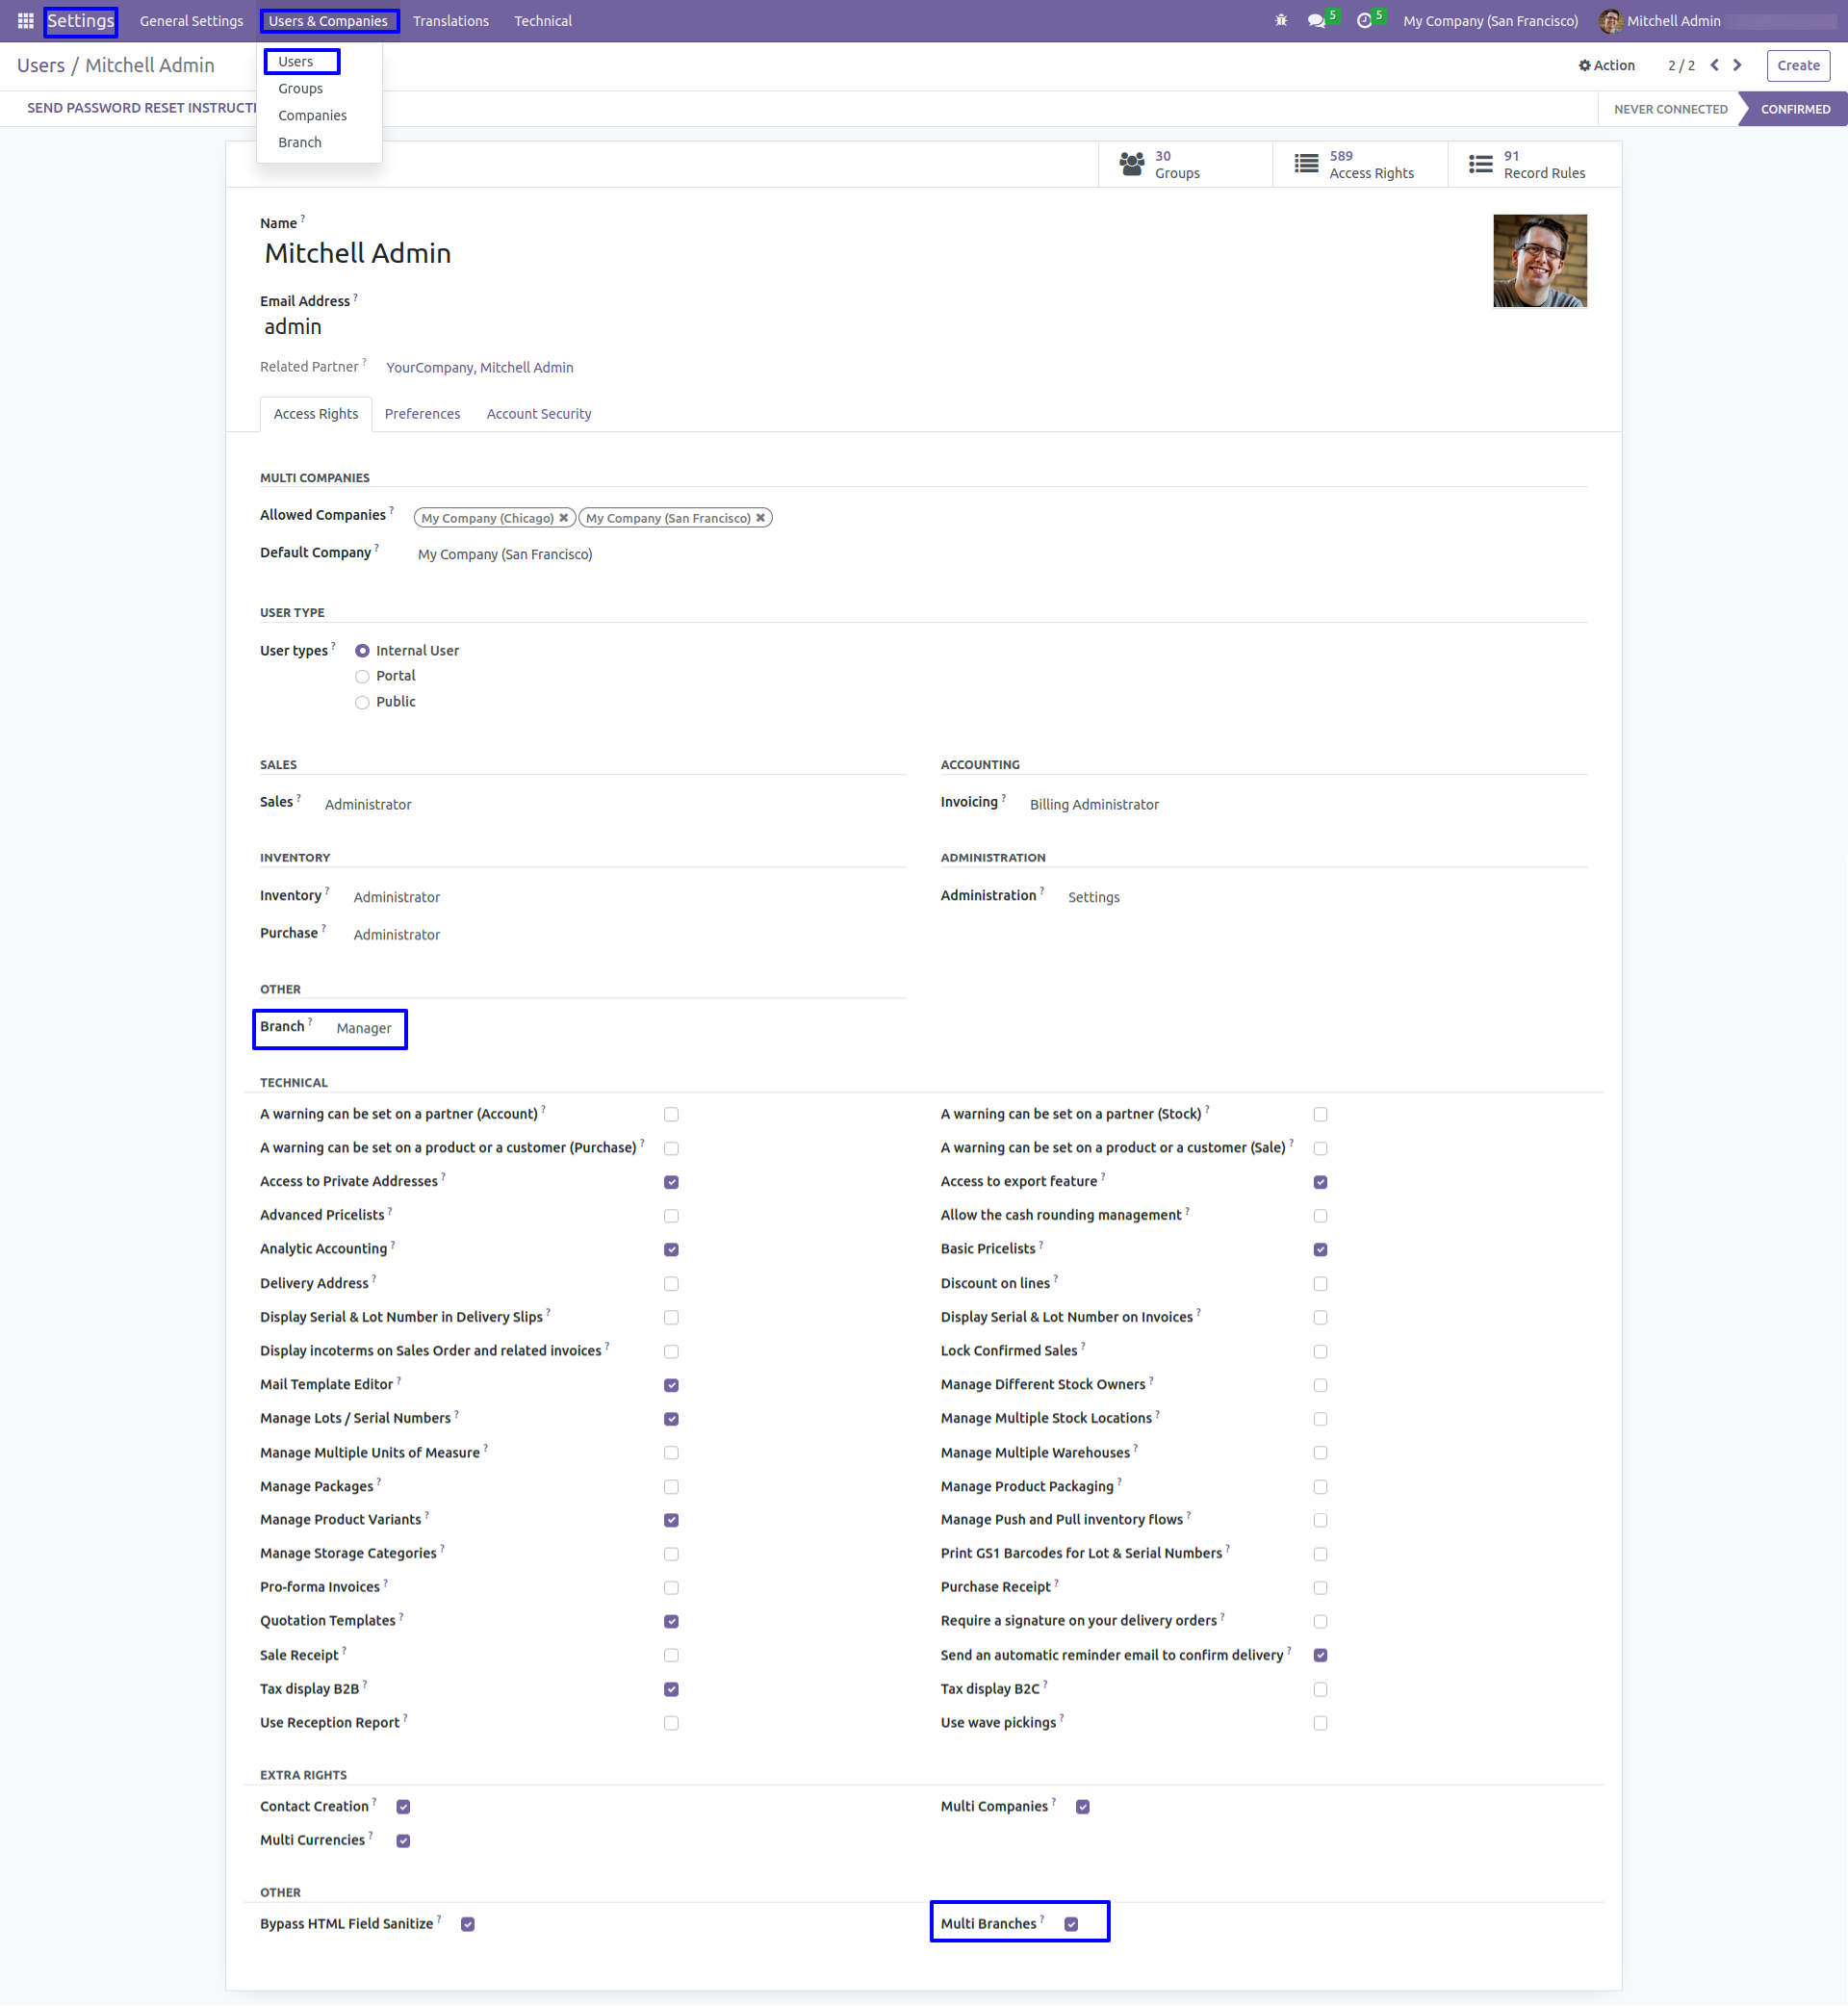 Settings General Settings Users & Companies Translations Technical 5 5 My Company (San Francisco) Mitchell Admin
Users / Mitchell Admin Action 2 / 2 Create
Users
Groups
Companies
Branch
SEND PASSWORD RESET INSTRUCTI NEVER CONNECTED CONFIRMED
30 Groups
589 Access Rights
91 Record Rules
Name ?
Mitchell Admin
Email Address ?
admin
Related Partner ? YourCompany, Mitchell Admin
Access Rights Preferences Account Security
MULTI COMPANIES
Allowed Companies ? My Company (Chicago) My Company (San Francisco)
Default Company ? My Company (San Francisco)
USER TYPE
User types ? Internal User
Portal
Public
SALES ACCOUNTING
Sales ? Administrator Invoicing ? Billing Administrator
INVENTORY ADMINISTRATION
Inventory ? Administrator Administration ? Settings
Purchase ? Administrator
OTHER
Branch ? Manager
TECHNICAL
A warning can be set on a partner (Account) ? A warning can be set on a partner (Stock) ?
A warning can be set on a product or a customer (Purchase) ? A warning can be set on a product or a customer (Sale) ?
Access to Private Addresses ? Access to export feature ?
Advanced Pricelists ? Allow the cash rounding management ?
Analytic Accounting ? Basic Pricelists ?
Delivery Address ? Discount on lines ?
Display Serial & Lot Number in Delivery Slips ? Display Serial & Lot Number on Invoices ?
Display incoterms on Sales Order and related invoices ? Lock Confirmed Sales ?
Mail Template Editor ? Manage Different Stock Owners ?
Manage Lots / Serial Numbers ? Manage Multiple Stock Locations ?
Manage Multiple Units of Measure ? Manage Multiple Warehouses ?
Manage Packages ? Manage Product Packaging ?
Manage Product Variants ? Manage Push and Pull inventory flows ?
Manage Storage Categories ? Print GS1 Barcodes for Lot & Serial Numbers ?
Pro-forma Invoices ? Purchase Receipt ?
Quotation Templates ? Require a signature on your delivery orders ?
Sale Receipt ? Send an automatic reminder email to confirm delivery ?
Tax display B2B ? Tax display B2C ?
Use Reception Report ? Use wave pickings ?
EXTRA RIGHTS
Contact Creation ? Multi Companies ?
Multi Currencies ?
OTHER
Bypass HTML Field Sanitize ? Multi Branches ?